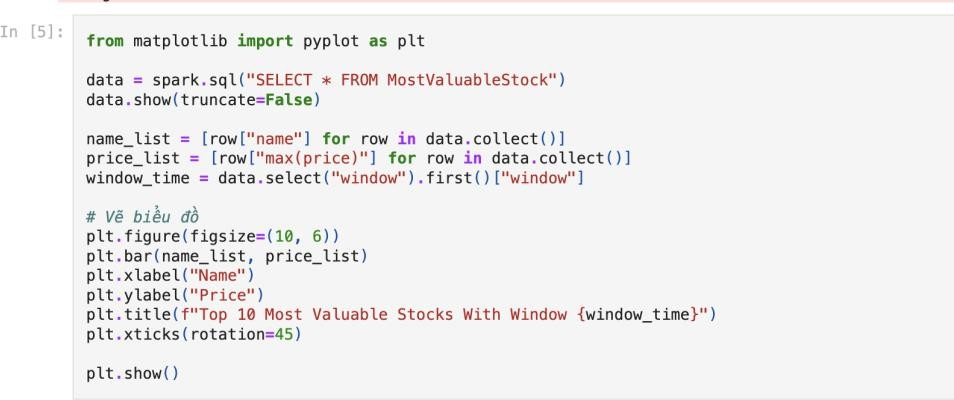 In [5]:
from matplotlib import pyplot as plt
data = spark.sql("SELECT * FROM MostValuableStock")
data.show(truncate=False)
name_list = [row["name"] for row in data.collect()]
price_list = [row["max(price)"] for row in data.collect()]
window_time = data.select("window").first()["window"]
# Vẽ biểu đồ
plt.figure(figsize=(10, 6))
plt.bar(name_list, price_list)
plt.xlabel("Name")
plt.ylabel("Price")
plt.title(f"Top 10 Most Valuable Stocks With Window {window_time}")
plt.xticks(rotation=45)
plt.show()